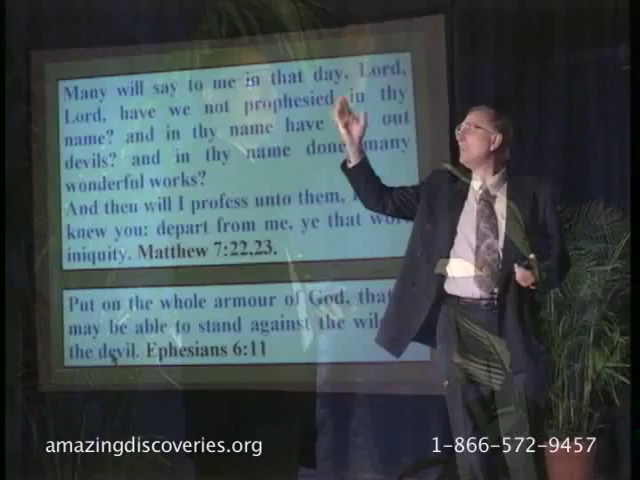 Many will say to me in that day, Lord,
Lord, have we not prophesied in thy
name? and in thy name have out
devils? and in thy name done many
wonderful works?
And then will I profess unto them,
knew you: depart from me, ye that work
iniquity. Matthew 7:22,23.
Put on the whole armour of God, that
may be able to stand against the
the devil. Ephesians 6:11
amazingdiscoveries.org
1-866-572-9457